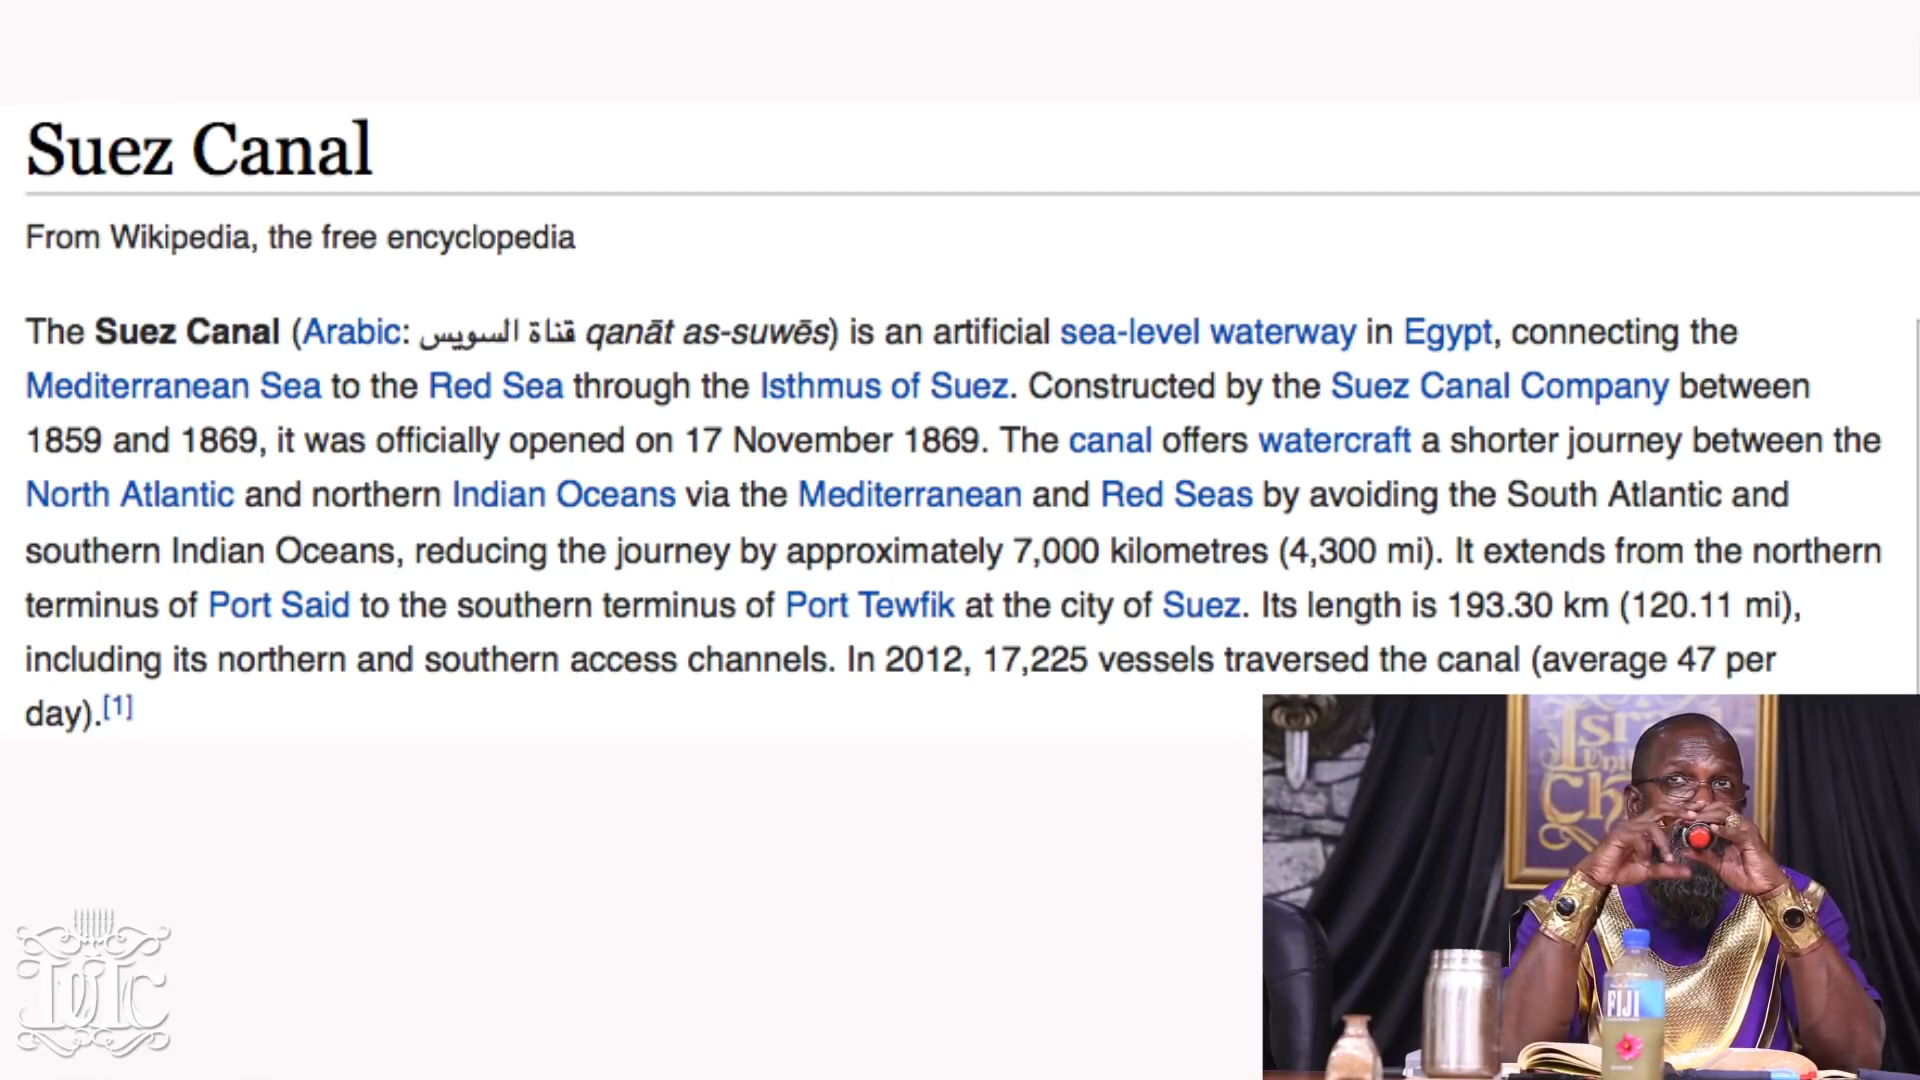 Suez Canal
From Wikipedia, the free encyclopedia
The Suez Canal (Arabic: قناة السويس qanāt as-suwēs) is an artificial sea-level waterway in Egypt, connecting the
Mediterranean Sea to the Red Sea through the Isthmus of Suez. Constructed by the Suez Canal Company between
1859 and 1869, it was officially opened on 17 November 1869. The canal offers watercraft a shorter journey between the
North Atlantic and northern Indian Oceans via the Mediterranean and Red Seas by avoiding the South Atlantic and
southern Indian Oceans, reducing the journey by approximately 7,000 kilometres (4,300 mi). It extends from the northern
terminus of Port Said to the southern terminus of Port Tewfik at the city of Suez. Its length is 193.30 km (120.11 mi),
including its northern and southern access channels. In 2012, 17,225 vessels traversed the canal (average 47 per
day).[1]
FIJI
IUIC